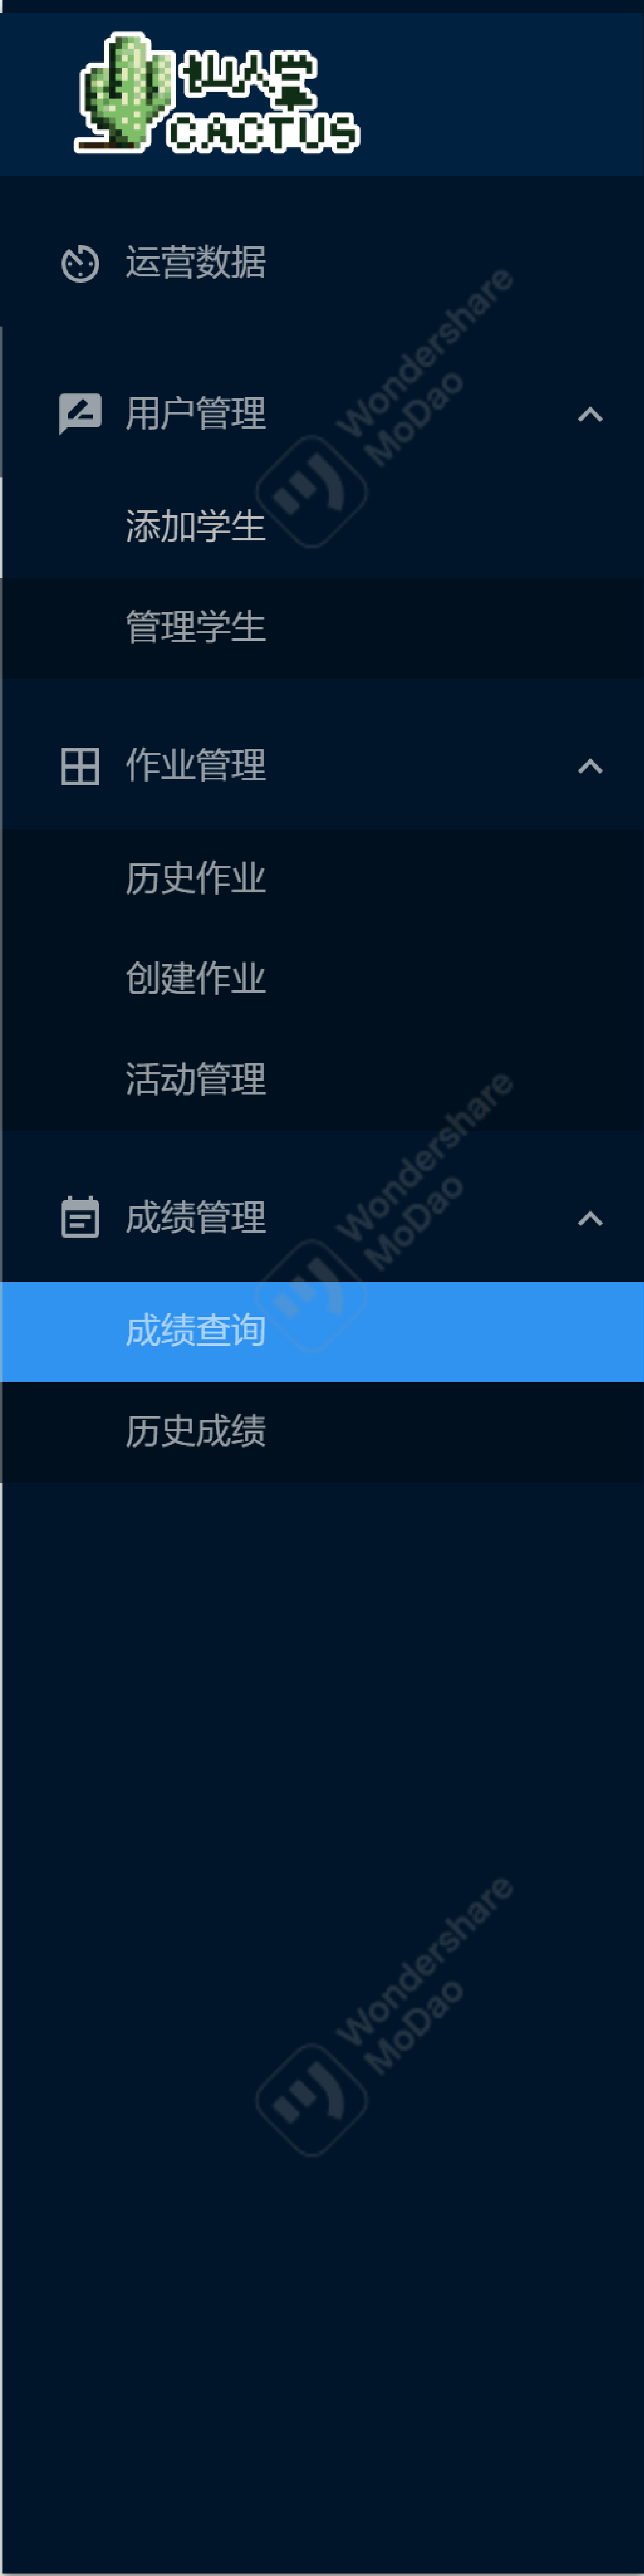 仙人掌
CACTUS
运营数据
用户管理
Wondershare
MoDao
添加学生
管理学生
作业管理
历史作业
创建作业
活动管理
成绩管理
Wondershare
MoDao
成绩查询
历史成绩
Wondershare
MoDao